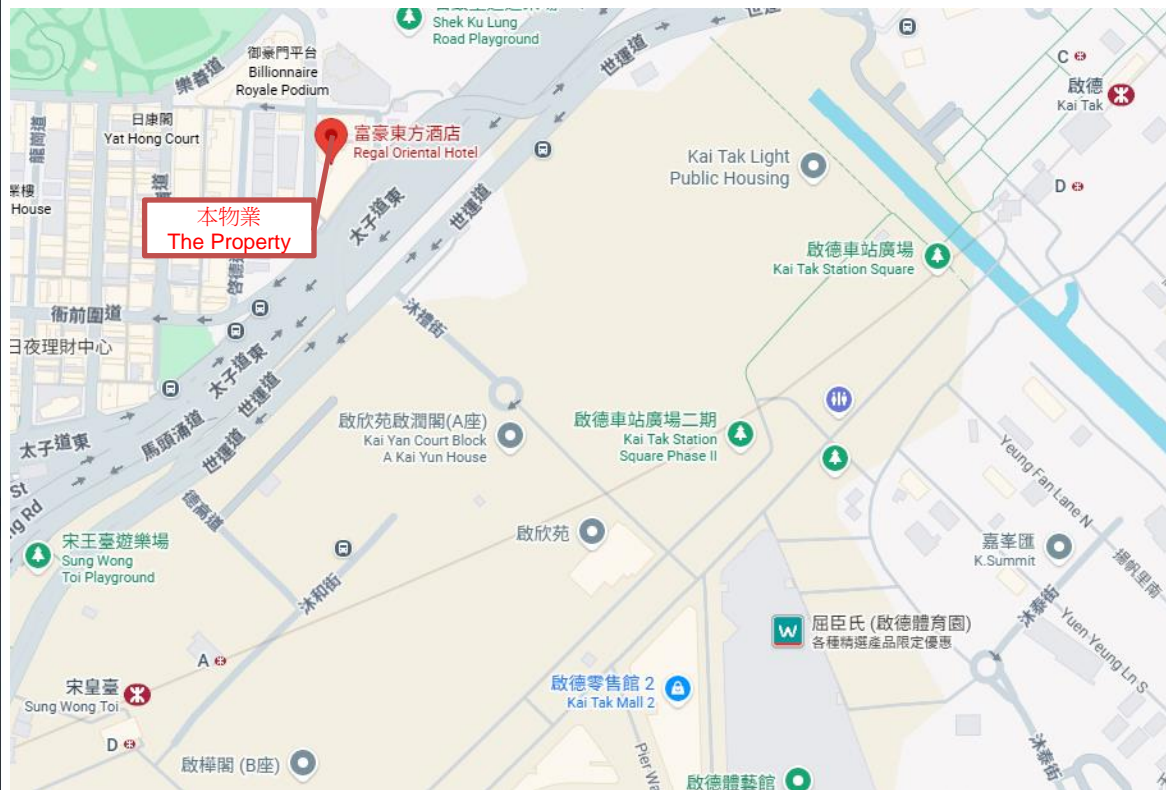 Shek Ku Lung
Road Playground
世運道
御豪門平台
Billionnaire
Royale Podium
樂善道
C
啟德
Kai Tak
日康閣
Yat Hong Court
龍崗道
富豪東方酒店
Regal Oriental Hotel
Kai Tak Light
Public Housing
D
業樓
House
本物業
The Property
太子道東
世運道
啟德車站廣場
Kai Tak Station Square
衙前圍道
沐禮街
日夜理財中心
太子道東
世運道
啟欣苑啟潤閣(A座)
Kai Yan Court Block
A Kai Yun House
啟德車站廣場二期
Kai Tak Station
Square Phase II
太子道東
馬頭涌道
世運道
St
Yeung Fan Lane N
揚帆里南
宋王臺遊樂場
Sung Wong
Toi Playground
啟欣苑
嘉峯匯
K.Summit
沐和街
沐泰街
屈臣氏 (啟德體育園)
各種精選產品限定優惠
Yuen-Yeung Ln S
A
宋皇臺
Sung Wong Toi
啟德零售館 2
Kai Tak Mall 2
D
啟樺閣 (B座)
Pier Wa
沐泰街
啟德體藝館